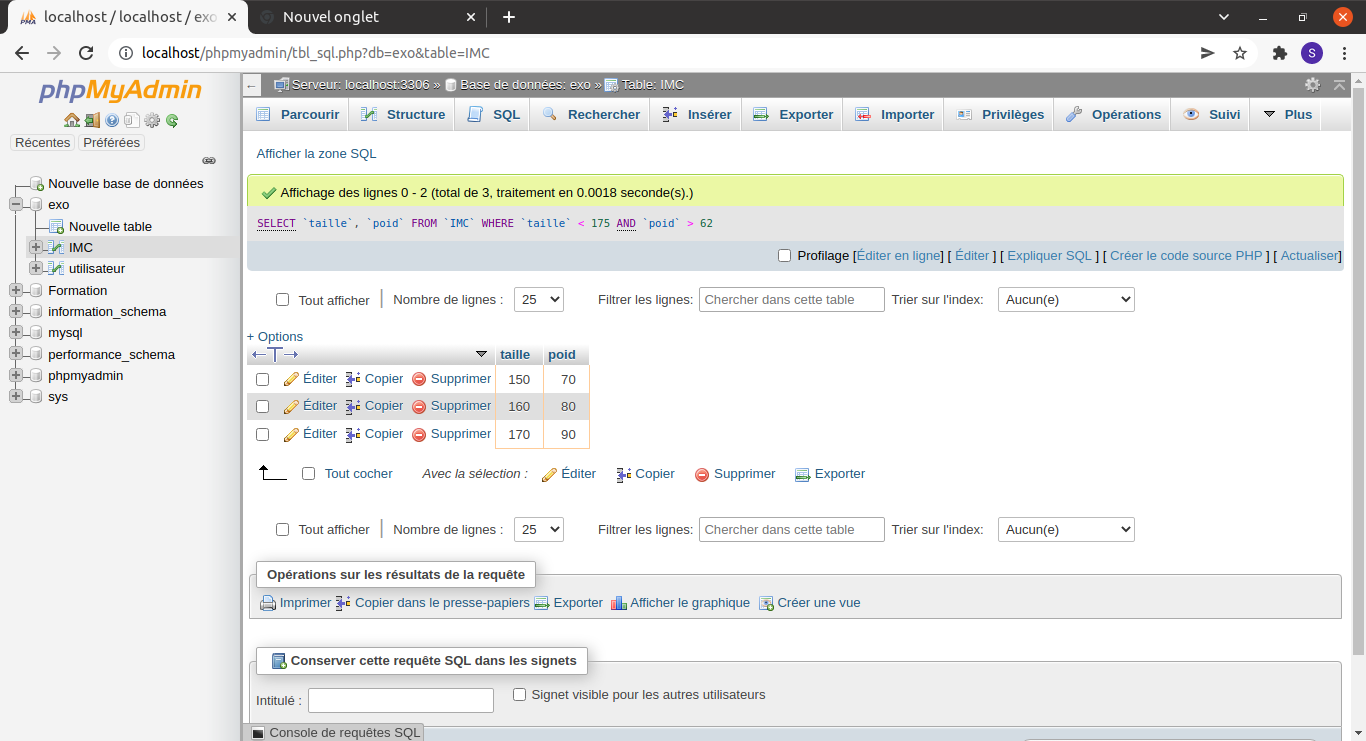 localhost / localhost / exo
Nouvel onglet
localhost/phpmyadmin/tbl_sql.php?db=exo&table=IMC
S
phpMyAdmin
Récentes Préférées
Nouvelle base de données
exo
Nouvelle table
IMC
utilisateur
Formation
information_schema
mysql
performance_schema
phpmyadmin
sys
Serveur: localhost:3306 » Base de données: exo » Table: IMC
Parcourir Structure SQL Rechercher Insérer Exporter Importer Privilèges Opérations Suivi Plus
Afficher la zone SQL
Affichage des lignes 0 - 2 (total de 3, traitement en 0.0018 seconde(s).)
SELECT `taille`, `poid` FROM `IMC` WHERE `taille` < 175 AND `poid` > 62
Profilage [Éditer en ligne] [ Éditer ] [ Expliquer SQL ] [ Créer le code source PHP ] [ Actualiser]
Tout afficher | Nombre de lignes : 25 Filtrer les lignes: Chercher dans cette table Trier sur l'index: Aucun(e)
+ Options
←T→ taille poid
Éditer Copier Supprimer 150 70
Éditer Copier Supprimer 160 80
Éditer Copier Supprimer 170 90
Tout cocher Avec la sélection : Éditer Copier Supprimer Exporter
Tout afficher | Nombre de lignes : 25 Filtrer les lignes: Chercher dans cette table Trier sur l'index: Aucun(e)
Opérations sur les résultats de la requête
Imprimer Copier dans le presse-papiers Exporter Afficher le graphique Créer une vue
Conserver cette requête SQL dans les signets
Intitulé : Signet visible pour les autres utilisateurs
Console de requêtes SQL